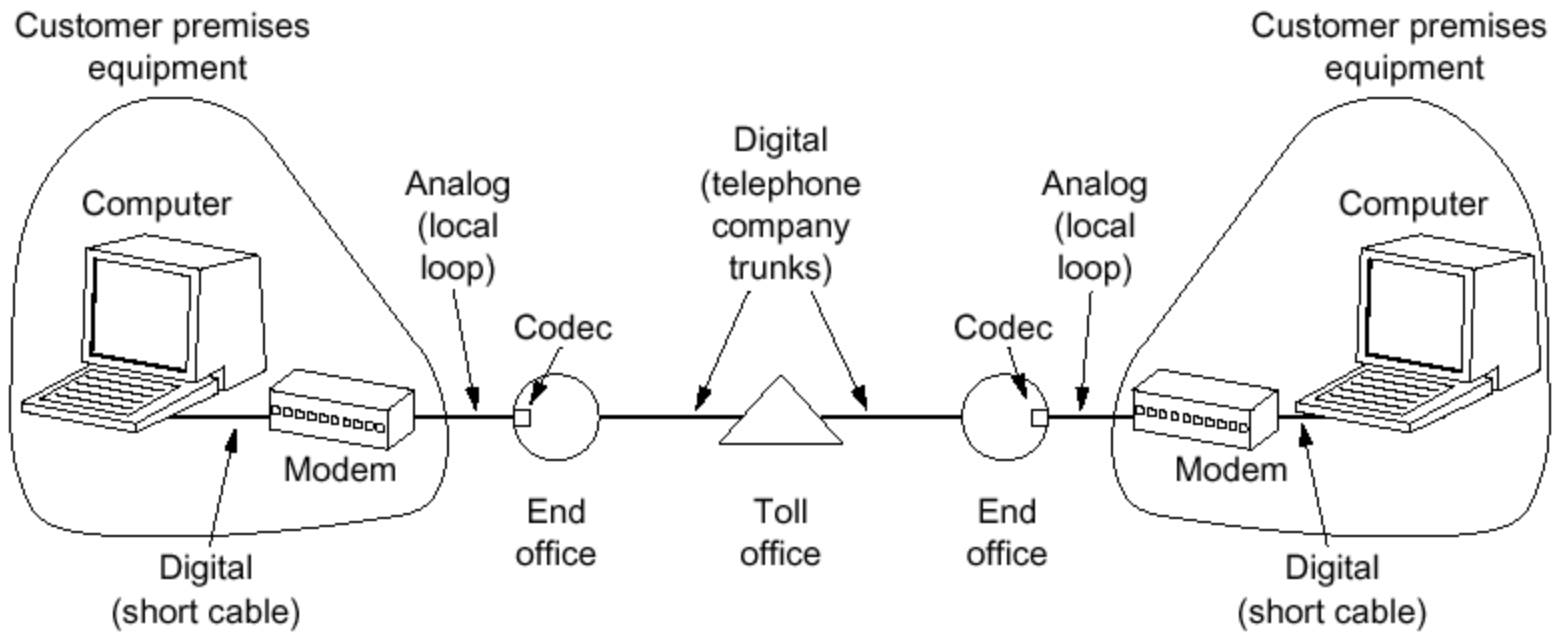 Customer premises
equipment
Customer premises
equipment
Digital
(telephone
company
trunks)
Analog
(local
loop)
Analog
(local
loop)
Computer
Computer
Codec
Codec
Modem
Modem
End
office
Toll
office
End
office
Digital
(short cable)
Digital
(short cable)